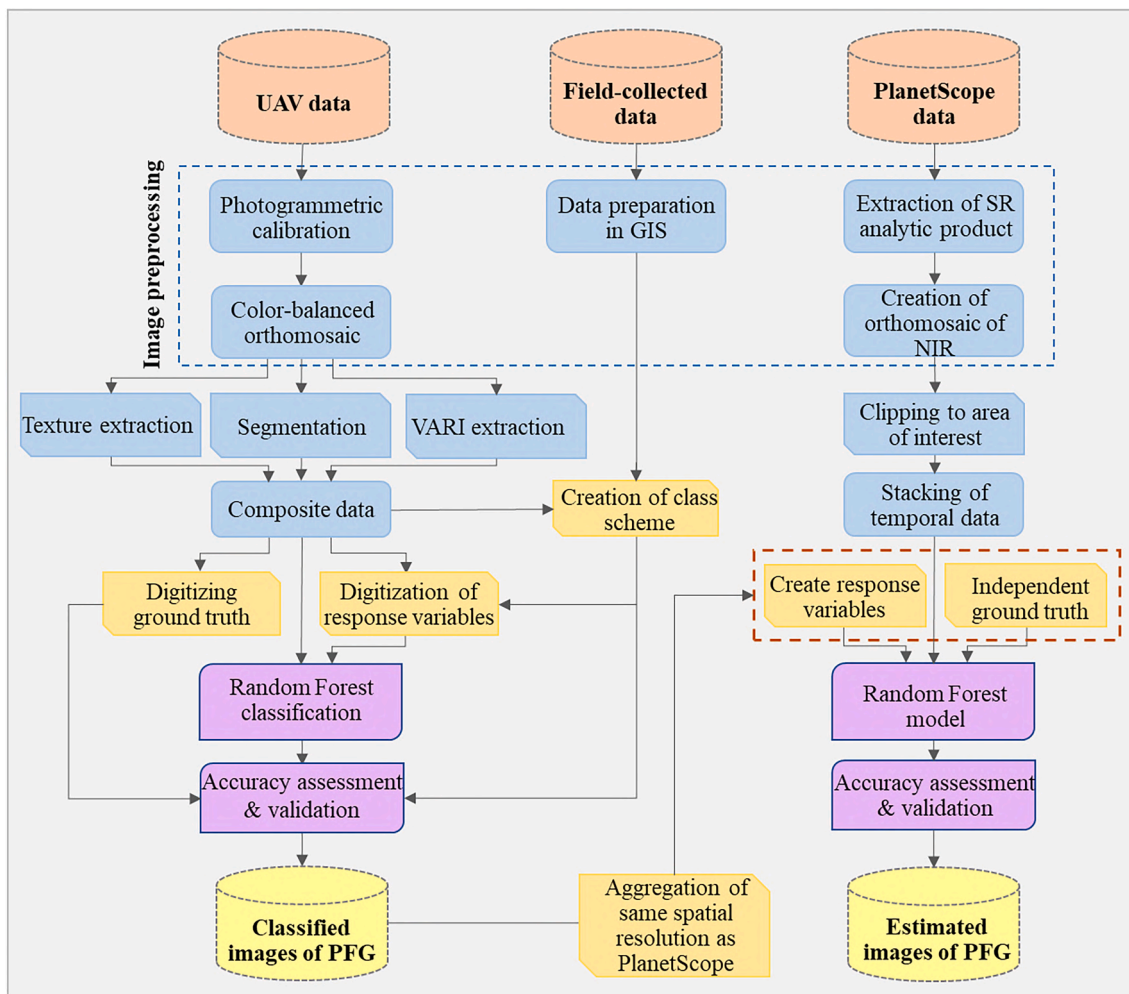 UAV data
Field-collected
data
PlanetScope
data
Image preprocessing
Photogrammetric
calibration
Data preparation
in GIS
Extraction of SR
analytic product
Color-balanced
orthomosaic
Creation of
orthomosaic of
NIR
Texture extraction
Segmentation
VARI extraction
Clipping to area
of interest
Composite data
Creation of class
scheme
Stacking of
temporal data
Digitizing
ground truth
Digitization of
response variables
Create response
variables
Independent
ground truth
Random Forest
classification
Random Forest
model
Accuracy assessment
& validation
Accuracy assessment
& validation
Classified
images of PFG
Aggregation of
same spatial
resolution as
PlanetScope
Estimated
images of PFG